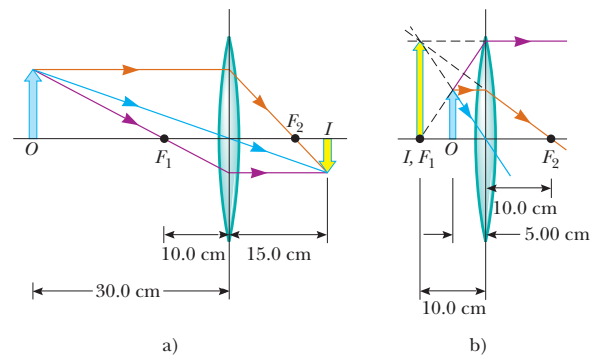 O
F1
F2
I
10.0 cm
15.0 cm
30.0 cm
a)
I, F1
O
F2
10.0 cm
5.00 cm
10.0 cm
b)